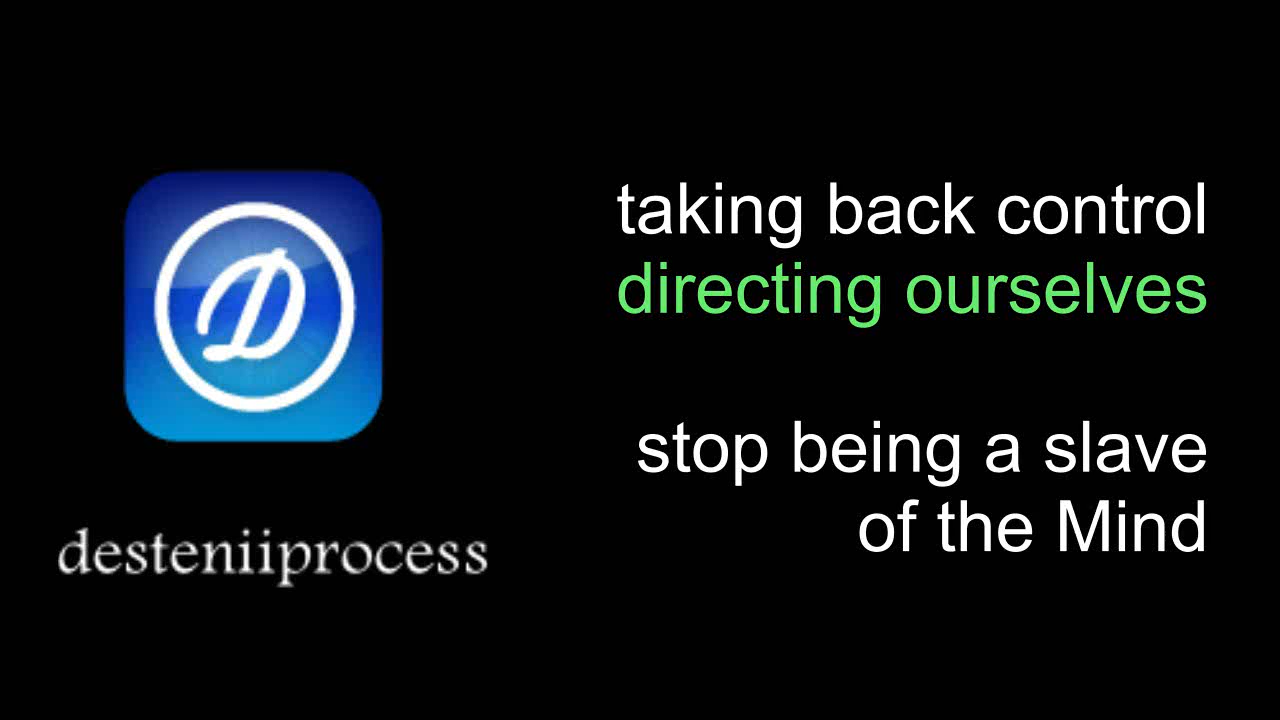 D
desteniiprocess
taking back control
directing ourselves
stop being a slave
of the Mind